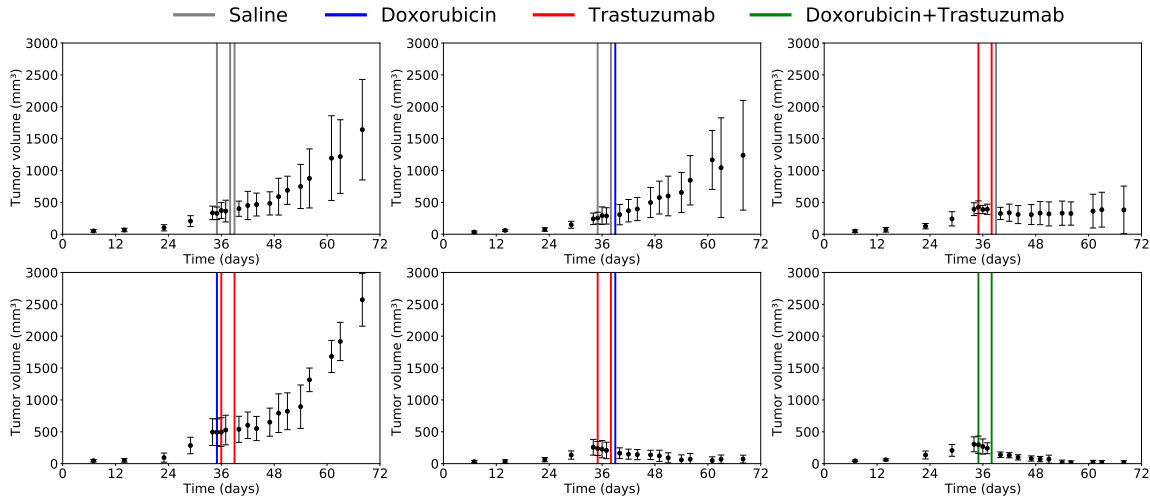 Saline Doxorubicin Trastuzumab Doxorubicin+Trastuzumab
3000 3000 3000
2500 2500 2500
2000 2000 2000
1500 1500 1500
1000 1000 1000
500 500 500
0 0 0
Tumor volume (mm³) Tumor volume (mm³) Tumor volume (mm³)
0 12 24 36 48 60 72 0 12 24 36 48 60 72 0 12 24 36 48 60 72
Time (days) Time (days) Time (days)
3000 3000 3000
2500 2500 2500
2000 2000 2000
1500 1500 1500
1000 1000 1000
500 500 500
0 0 0
Tumor volume (mm³) Tumor volume (mm³) Tumor volume (mm³)
0 12 24 36 48 60 72 0 12 24 36 48 60 72 0 12 24 36 48 60 72
Time (days) Time (days) Time (days)